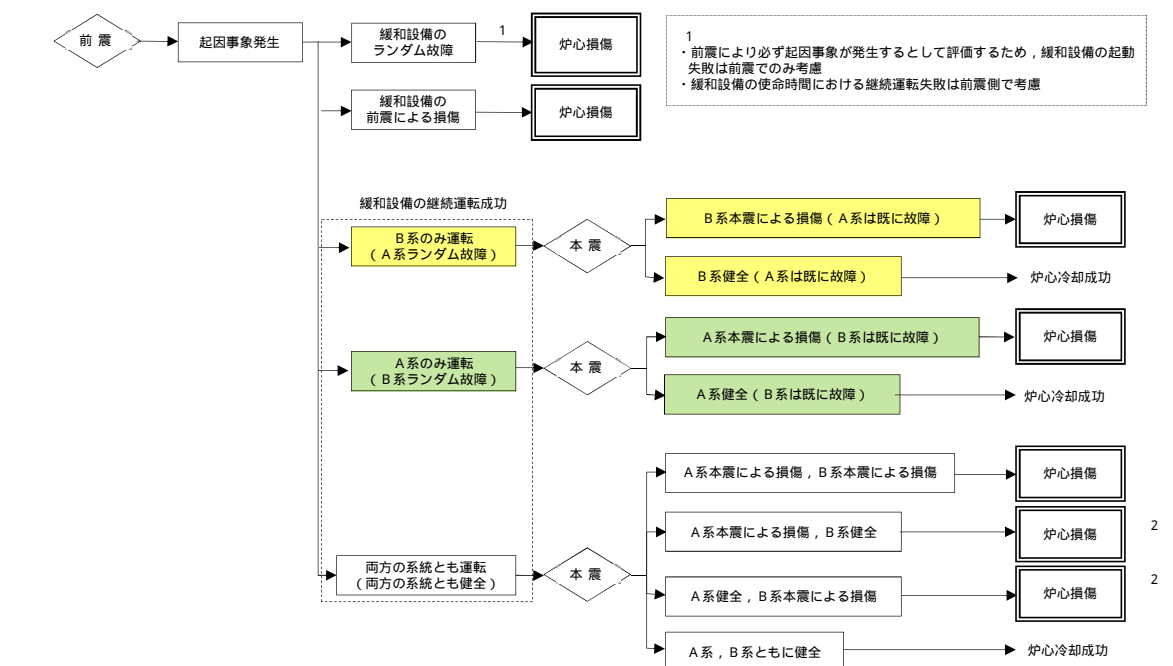 前 震
起因事象発生
緩和設備の
ランダム故障
1
炉心損傷
1
・前震により必ず起因事象が発生するとして評価するため，緩和設備の起動
失敗は前震でのみ考慮
・緩和設備の使命時間における継続運転失敗は前震側で考慮
緩和設備の
前震による損傷
炉心損傷
緩和設備の継続運転成功
Ｂ系のみ運転
（Ａ系ランダム故障）
本 震
Ｂ系本震による損傷（Ａ系は既に故障）
炉心損傷
Ｂ系健全（Ａ系は既に故障）
炉心冷却成功
Ａ系のみ運転
（Ｂ系ランダム故障）
本 震
Ａ系本震による損傷（Ｂ系は既に故障）
炉心損傷
Ａ系健全（Ｂ系は既に故障）
炉心冷却成功
両方の系統とも運転
（両方の系統とも健全）
本 震
Ａ系本震による損傷，Ｂ系本震による損傷
炉心損傷
Ａ系本震による損傷，Ｂ系健全
炉心損傷
2
Ａ系健全，Ｂ系本震による損傷
炉心損傷
2
Ａ系，Ｂ系ともに健全
炉心冷却成功